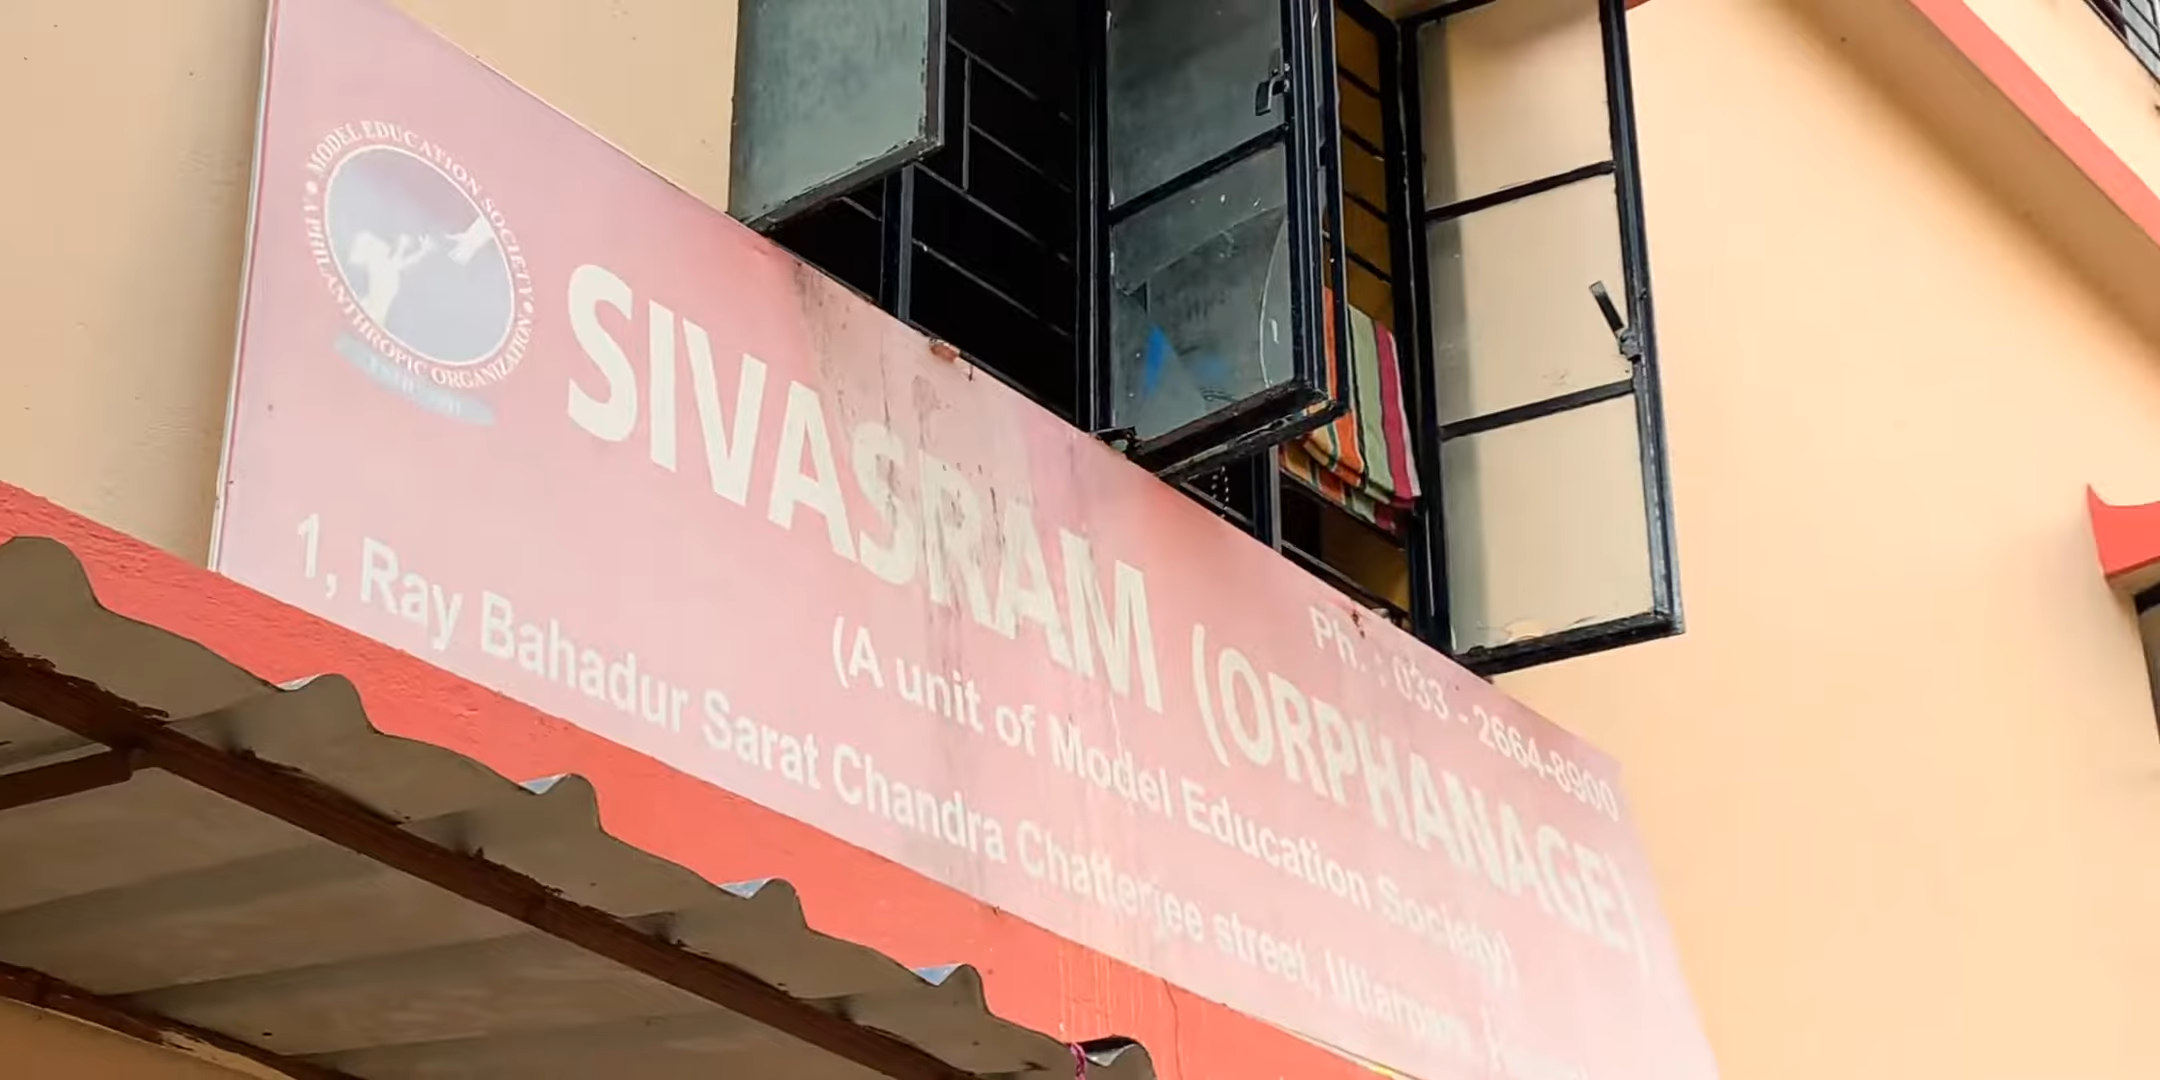 MODEL EDUCATION SOCIETY
A PHILANTHROPIC ORGANIZATION
SIVASRAM (ORPHANAGE)
Ph. : 033 - 2664-8900
(A unit of Model Education Society)
1, Ray Bahadur Sarat Chandra Chatterjee street,